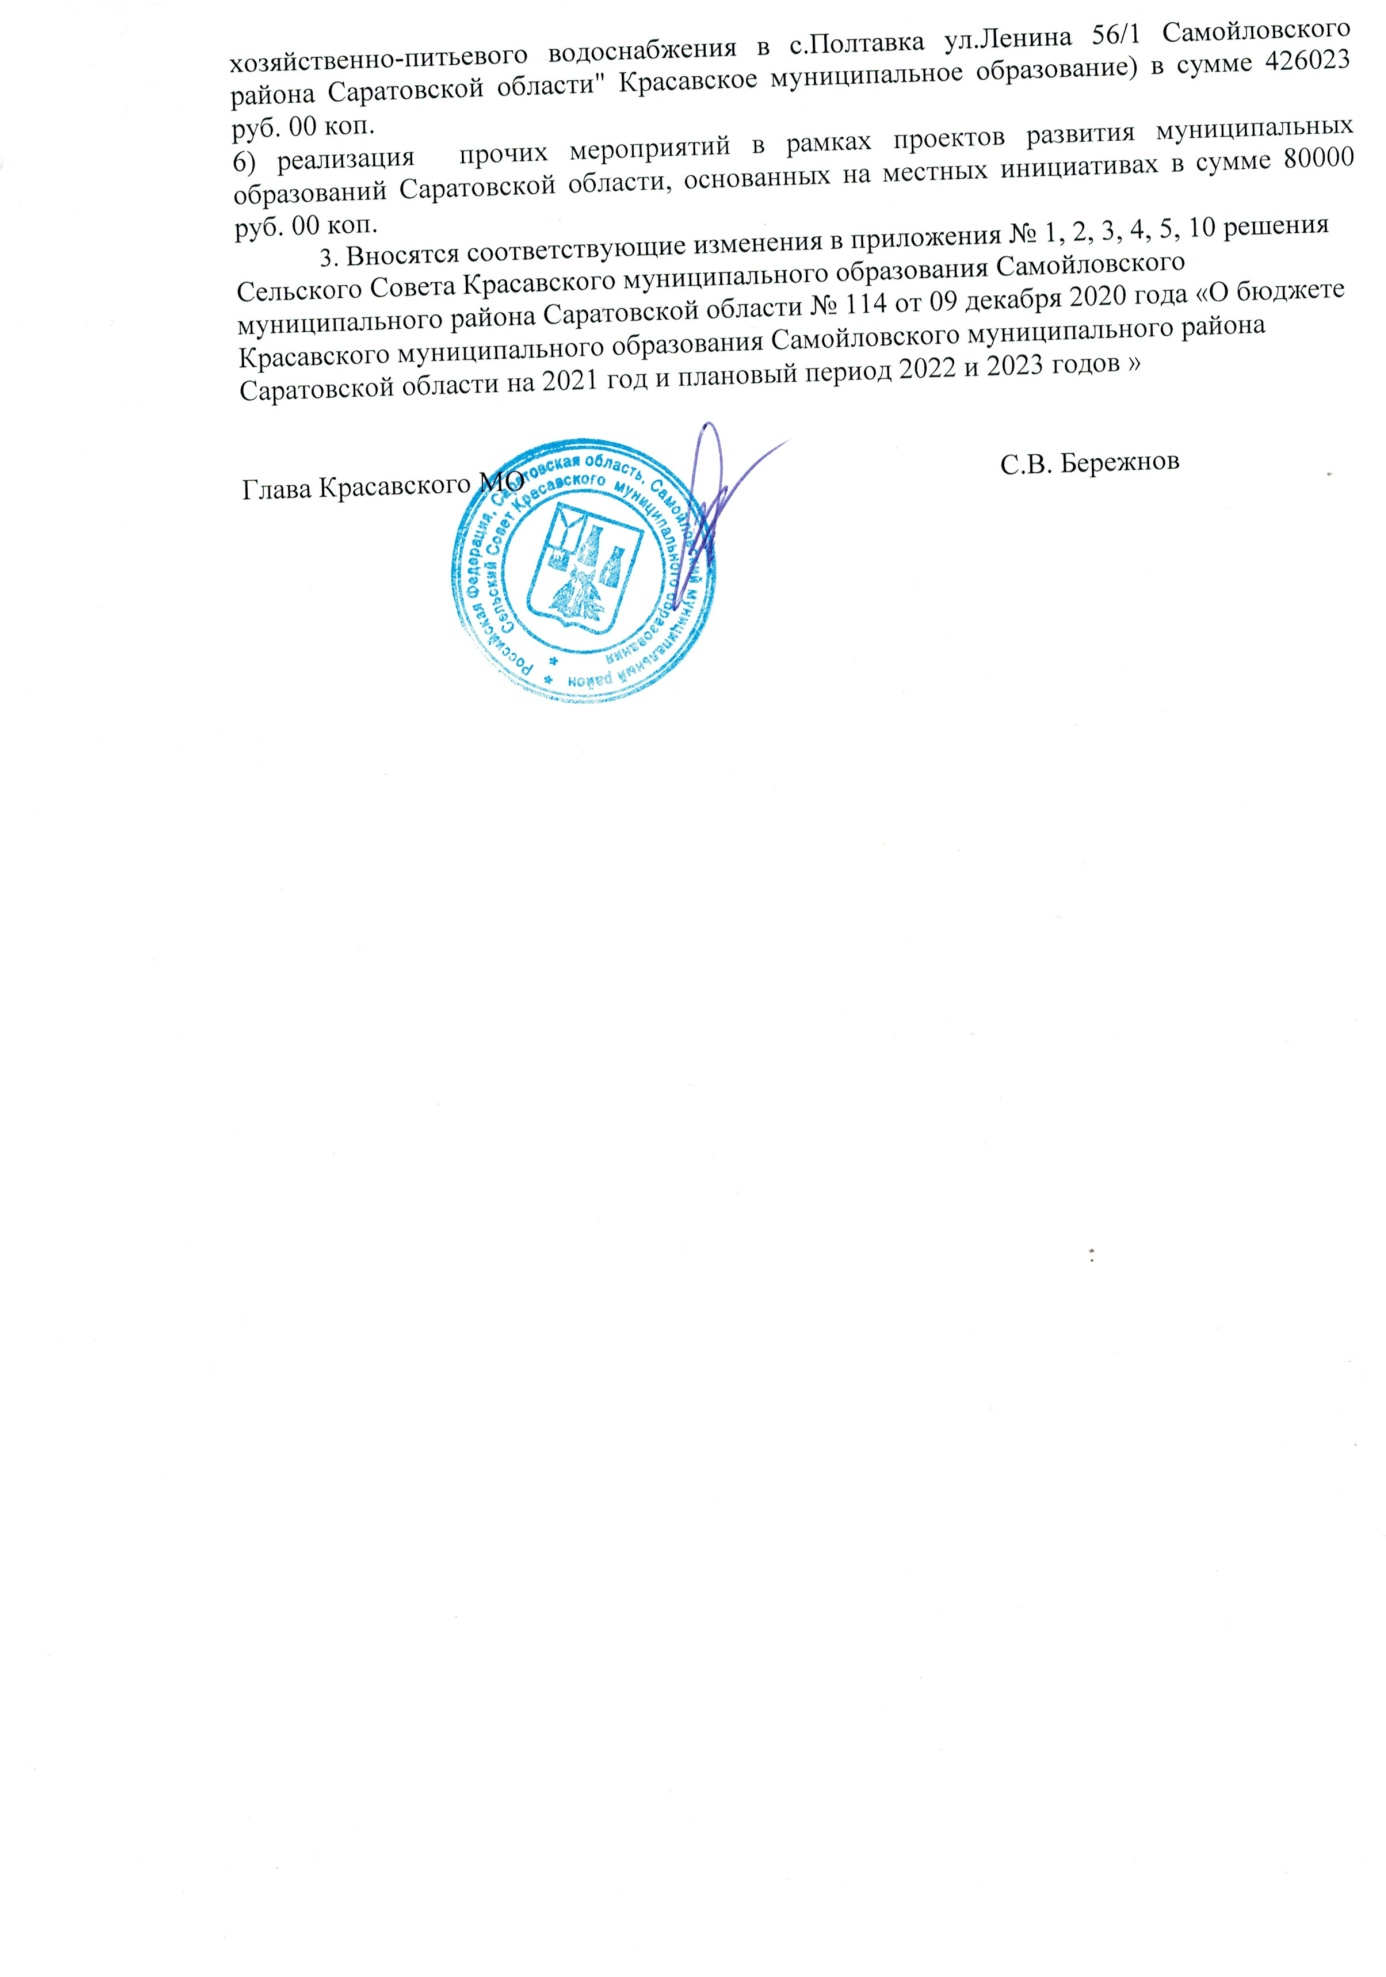 хозяйственно-питьевого водоснабжения в с.Полтавка ул.Ленина 56/1 Самойловского
района Саратовской области" Красавское муниципальное образование) в сумме 426023
руб. 00 коп.
6) реализация прочих мероприятий в рамках проектов развития муниципальных
образований Саратовской области, основанных на местных инициативах в сумме 80000
руб. 00 коп.
3. Вносятся соответствующие изменения в приложения № 1, 2, 3, 4, 5, 10 решения
Сельского Совета Красавского муниципального образования Самойловского
муниципального района Саратовской области № 114 от 09 декабря 2020 года «О бюджете
Красавского муниципального образования Самойловского муниципального района
Саратовской области на 2021 год и плановый период 2022 и 2023 годов »
Глава Красавского МО С.В. Бережнов
Российская Федерация, Саратовская область, Самойловский муниципальный район
Сельский Совет Красавского муниципального образования